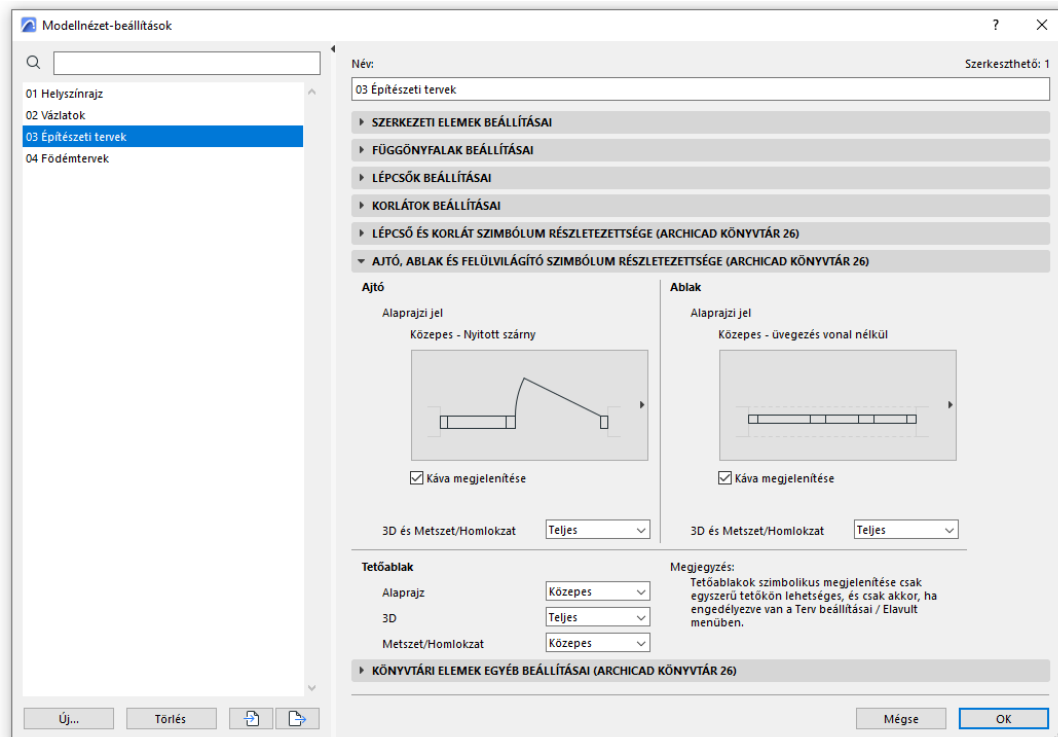 Modellnézet-beállítások
?
01 Helyszínrajz
02 Vázlatok
03 Építészeti tervek
04 Födémtervek
Új...
Törlés
Név:
Szerkeszthető: 1
03 Építészeti tervek
SZERKEZETI ELEMEK BEÁLLÍTÁSAI
FÜGGÖNYFALAK BEÁLLÍTÁSAI
LÉPCSŐK BEÁLLÍTÁSAI
KORLÁTOK BEÁLLÍTÁSAI
LÉPCSŐ ÉS KORLÁT SZIMBÓLUM RÉSZLETEZETTSÉGE (ARCHICAD KÖNYVTÁR 26)
AJTÓ, ABLAK ÉS FELÜLVILÁGÍTÓ SZIMBÓLUM RÉSZLETEZETTSÉGE (ARCHICAD KÖNYVTÁR 26)
Ajtó
Alaprajzi jel
Közepes - Nyitott szárny
Káva megjelenítése
3D és Metszet/Homlokzat
Teljes
Ablak
Alaprajzi jel
Közepes - üvegezés vonal nélkül
Káva megjelenítése
3D és Metszet/Homlokzat
Teljes
Tetőablak
Alaprajz
Közepes
3D
Teljes
Metszet/Homlokzat
Közepes
Megjegyzés:
Tetőablakok szimbolikus megjelenítése csak
egyszerű tetőkön lehetséges, és csak akkor, ha
engedélyezve van a Terv beállításai / Elavult
menüben.
KÖNYVTÁRI ELEMEK EGYÉB BEÁLLÍTÁSAI (ARCHICAD KÖNYVTÁR 26)
Mégse
OK